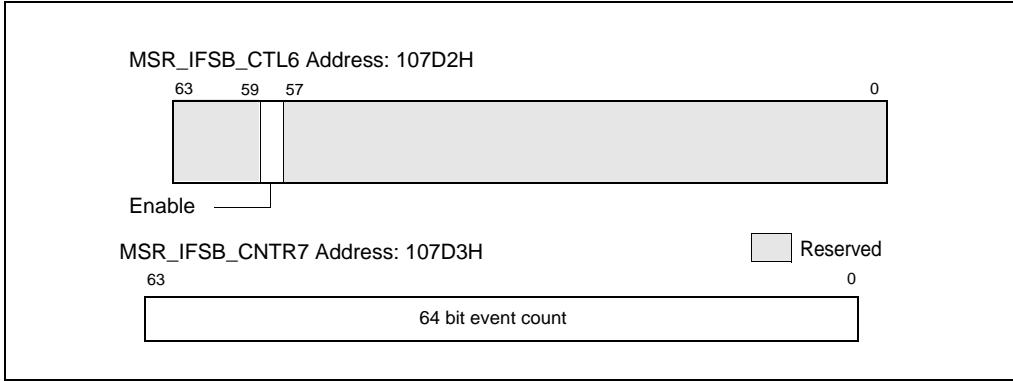 MSR_IFSB_CTL6 Address: 107D2H
63 59 57 0
Enable
MSR_IFSB_CNTR7 Address: 107D3H
Reserved
63 0
64 bit event count